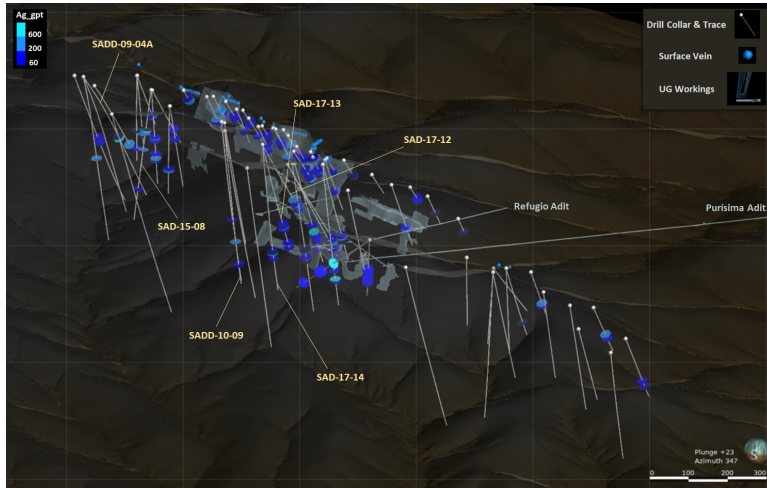 Ag_gpt
600
200
60
Drill Collar & Trace
Surface Vein
UG Workings
SADD-09-04A
SAD-17-13
SAD-17-12
Refugio Adit
Purísima Adit
SAD-15-08
SADD-10-09
SAD-17-14
Plunge +23
Azimuth 347
0 100 200 300